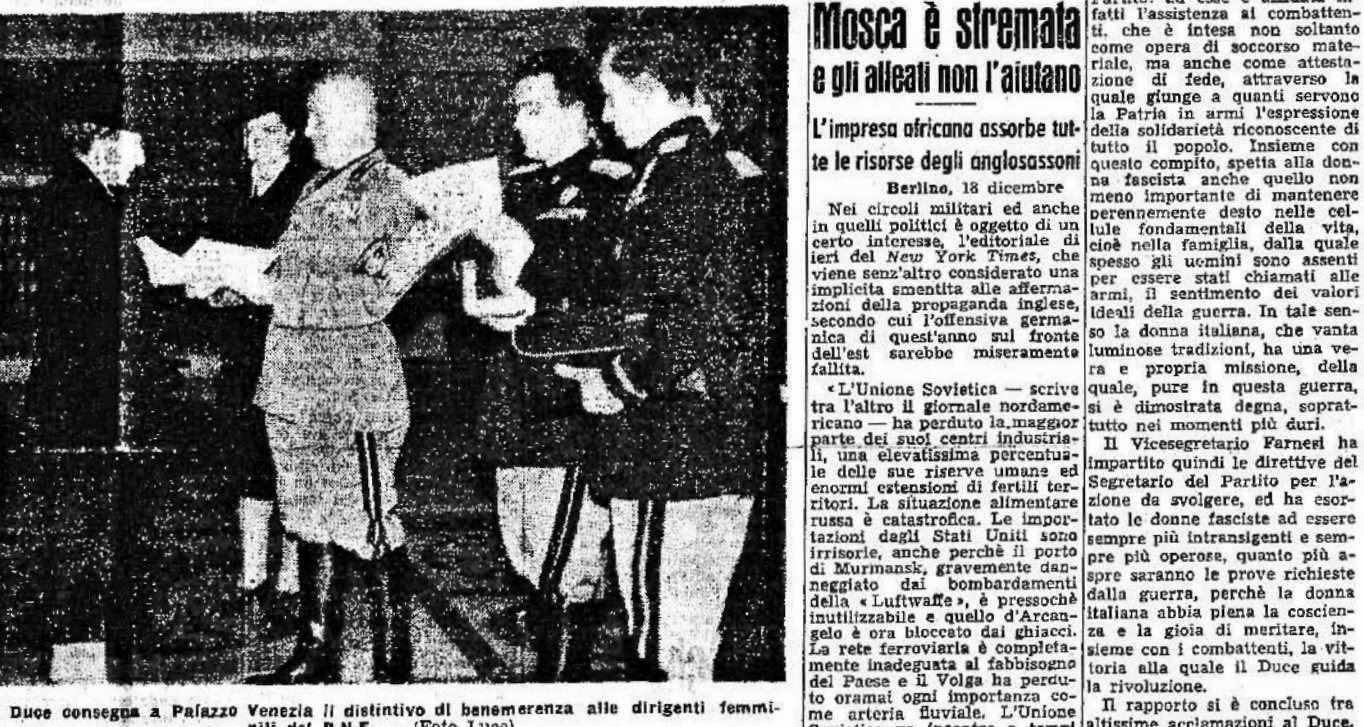 Duce consegna a Palazzo Venezia il distintivo di benemerenza alle dirigenti femmi-
nili del P.N.F. (Foto Luce)
Mosca è stremata
e gli alleati non l'aiutano
L'impresa africana assorbe tut-
te le risorse degli anglosassoni
Berlino, 18 dicembre
Nei circoli militari ed anche
in quelli politici è oggetto di un
certo interesse, l'editoriale di
ieri del New York Times, che
viene senz'altro considerato una
implicita smentita alle afferma-
zioni della propaganda inglese,
secondo cui l'offensiva germa-
nica di quest'anno sul fronte
dell'est sarebbe miseramente
fallita.
«L'Unione Sovietica — scrive
tra l'altro il giornale nordame-
ricano — ha perduto la maggior
parte dei suoi centri industria-
li, una elevatissima percentua-
le delle sue riserve umane ed
enormi estensioni di fertili ter-
ritori. La situazione alimentare
russa è catastrofica. Le impor-
tazioni dagli Stati Uniti sono
irrisorie, anche perchè il porto
di Murmansk, gravemente dan-
neggiato dai bombardamenti
della «Luftwaffe», è pressochè
inutilizzabile e quello d'Arcan-
gelo è ora bloccato dai ghiacci.
La rete ferroviaria è completa-
mente inadeguata al fabbisogno
del Paese e il Volga ha perdu-
to oramai ogni importanza co-
me arteria fluviale. L'Unione
fatti l'assistenza ai combatten-
ti, che è intesa non soltanto
come opera di soccorso mate-
riale, ma anche come attesta-
zione di fede, attraverso la
quale giunge a quanti servono
la Patria in armi l'espressione
della solidarietà riconoscente di
tutto il popolo. Insieme con
questo compito, spetta alla don-
na fascista anche quello non
meno importante di mantenere
perennemente desto nelle cel-
lule fondamentali della vita,
cioè nella famiglia, dalla quale
spesso gli uomini sono assenti
per essere stati chiamati alle
armi, il sentimento dei valori
ideali della guerra. In tale sen-
so la donna italiana, che vanta
luminose tradizioni, ha una ve-
ra e propria missione, della
quale, pure in questa guerra,
si è dimostrata degna, soprat-
tutto nei momenti più duri.
Il Vicesegretario Farnesi ha
impartito quindi le direttive del
Segretario del Partito per l'a-
zione da svolgere, ed ha esor-
tato le donne fasciste ad essere
sempre più intransigenti e sem-
pre più operose, quanto più a-
spre saranno le prove richieste
dalla guerra, perchè la donna
italiana abbia piena la coscien-
za e la gioia di meritare, in-
sieme con i combattenti, la vit-
toria alla quale il Duce guida
la rivoluzione.
Il rapporto si è concluso tra
altissime acclamazioni al Duce.